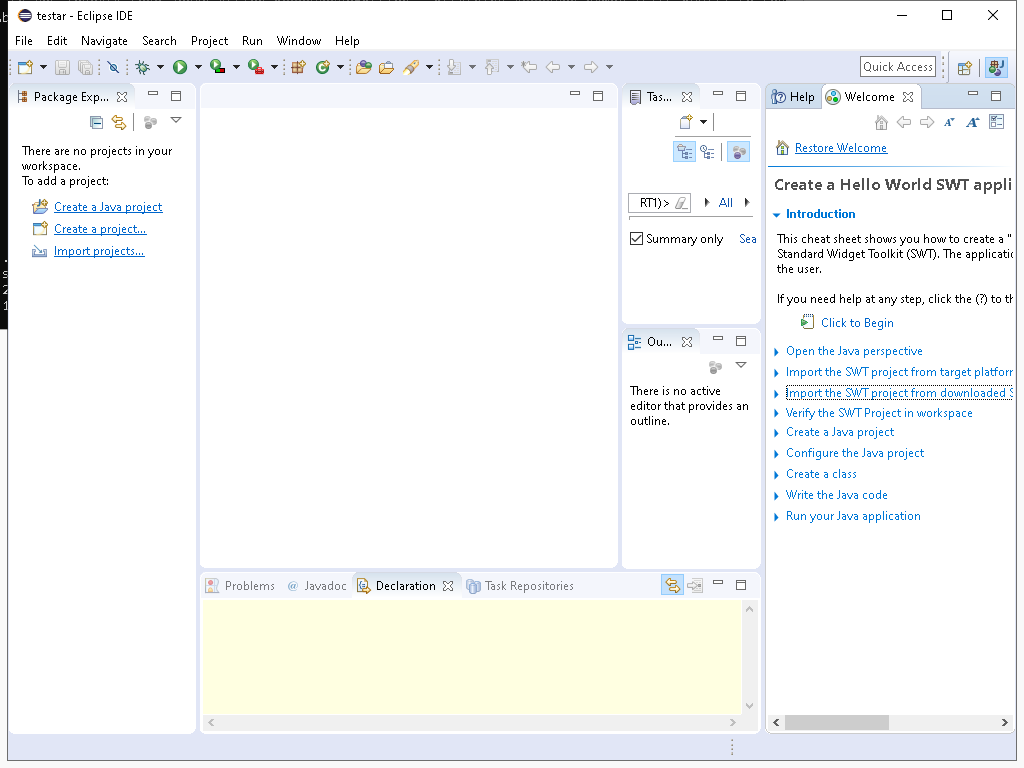 testar - Eclipse IDE
File Edit Navigate Search Project Run Window Help
Quick Access
Package Exp...
There are no projects in your
workspace.
To add a project:
Create a Java project
Create a project...
Import projects...
Tas...
RT1)> All
Summary only Sea
Ou...
There is no active
editor that provides an
outline.
Problems @ Javadoc Declaration Task Repositories
Help Welcome
Restore Welcome
Create a Hello World SWT appli
Introduction
This cheat sheet shows you how to create a "
Standard Widget Toolkit (SWT). The applicatio
the user.
If you need help at any step, click the (?) to th
Click to Begin
Open the Java perspective
Import the SWT project from target platform
Import the SWT project from downloaded S
Verify the SWT Project in workspace
Create a Java project
Configure the Java project
Create a class
Write the Java code
Run your Java application